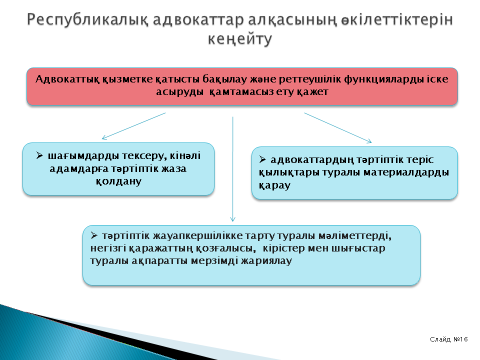 Республикалық адвокаттар алқасының өкілеттіктерін
кеңейту
Адвокаттық қызметке қатысты бақылау және реттеушілік функцияларды іске
асыруды қамтамасыз ету қажет
➢ шағымдарды тексеру, кінәлі
адамдарға тәртіптік жаза
қолдану
➢ адвокаттардың тәртіптік теріс
қылықтары туралы материалдарды
қарау
➢ тәртіптік жауапкершілікке тарту туралы мәліметтерді,
негізгі қаражаттың қозғалысы, кірістер мен шығыстар
туралы ақпаратты мерзімді жариялау
Слайд №16